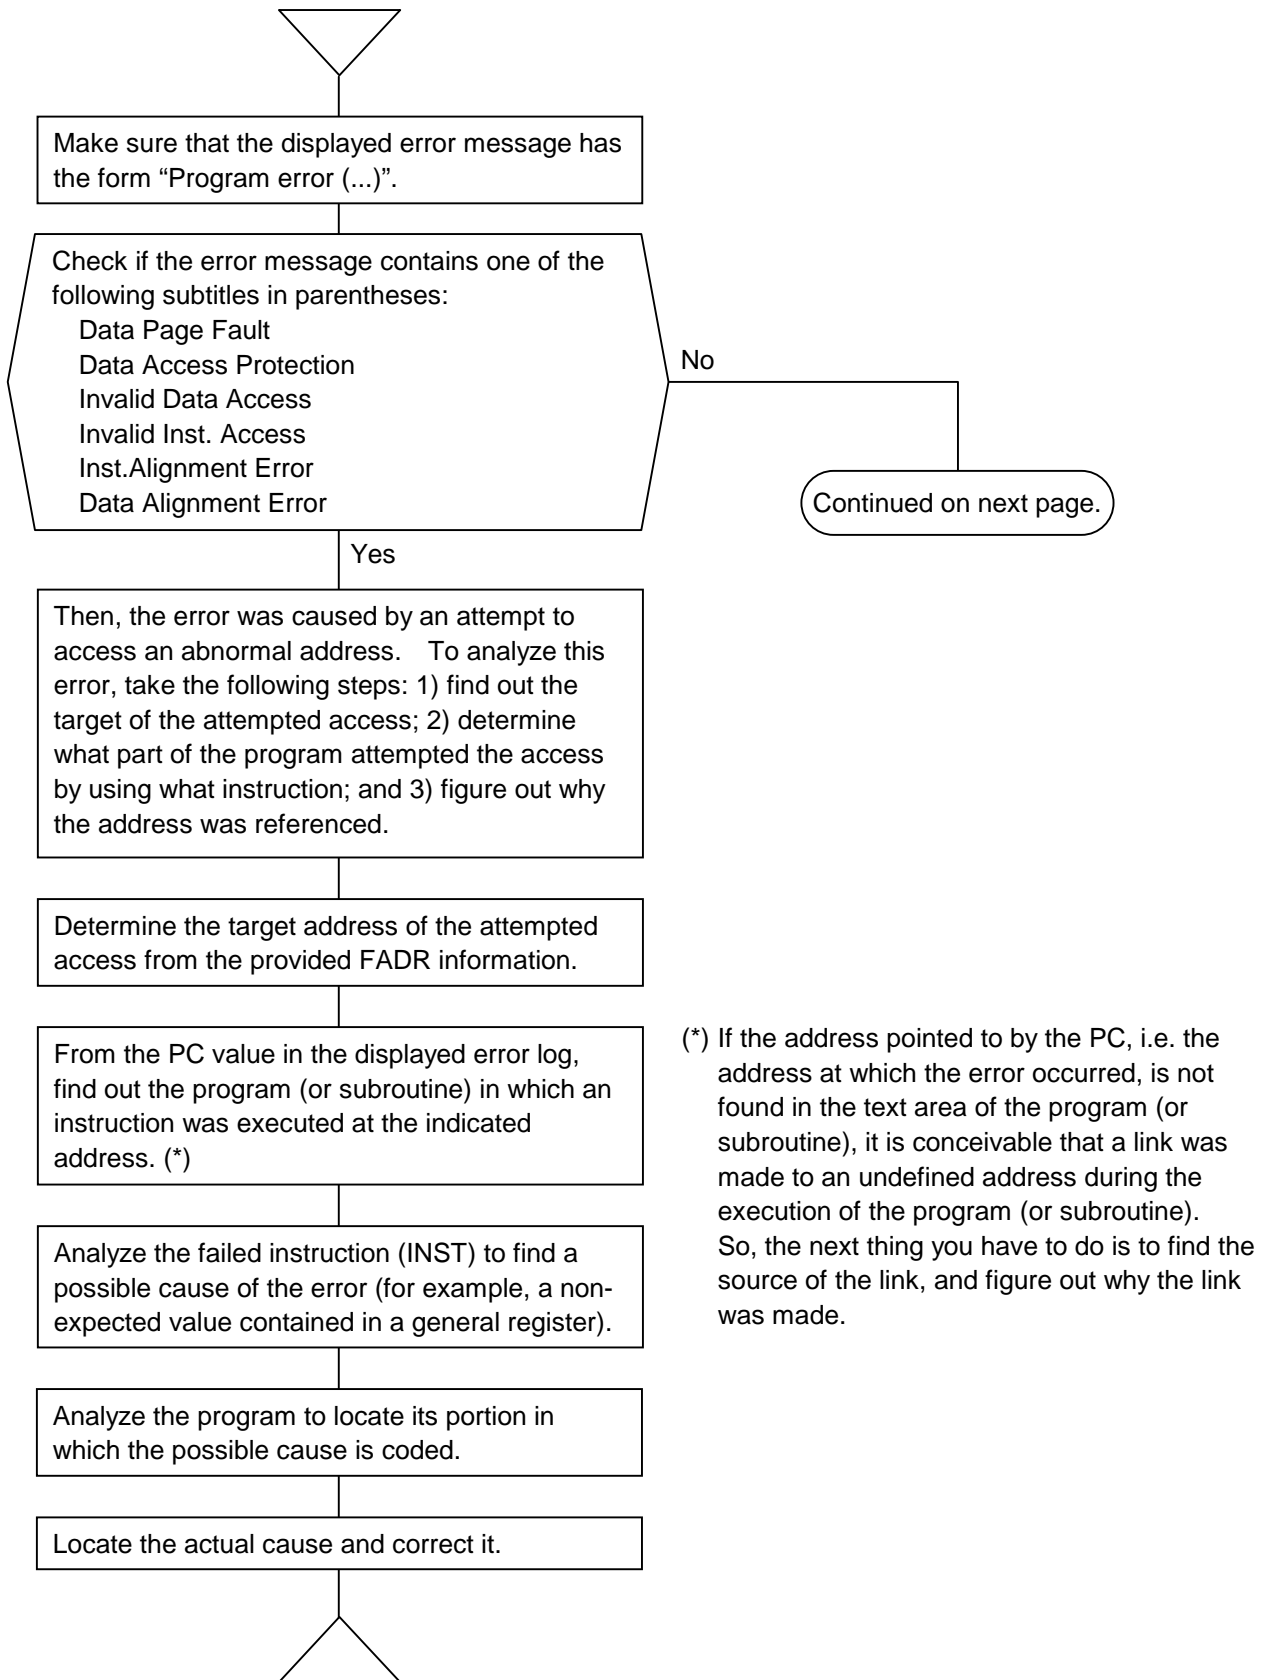 Make sure that the displayed error message has
the form “Program error (...)”.
Check if the error message contains one of the
following subtitles in parentheses:
Data Page Fault
Data Access Protection
Invalid Data Access
Invalid Inst. Access
Inst.Alignment Error
Data Alignment Error
No
Continued on next page.
Yes
Then, the error was caused by an attempt to
access an abnormal address. To analyze this
error, take the following steps: 1) find out the
target of the attempted access; 2) determine
what part of the program attempted the access
by using what instruction; and 3) figure out why
the address was referenced.
Determine the target address of the attempted
access from the provided FADR information.
From the PC value in the displayed error log,
find out the program (or subroutine) in which an
instruction was executed at the indicated
address. (*)
(*) If the address pointed to by the PC, i.e. the
address at which the error occurred, is not
found in the text area of the program (or
subroutine), it is conceivable that a link was
made to an undefined address during the
execution of the program (or subroutine).
So, the next thing you have to do is to find the
source of the link, and figure out why the link
was made.
Analyze the failed instruction (INST) to find a
possible cause of the error (for example, a non-
expected value contained in a general register).
Analyze the program to locate its portion in
which the possible cause is coded.
Locate the actual cause and correct it.